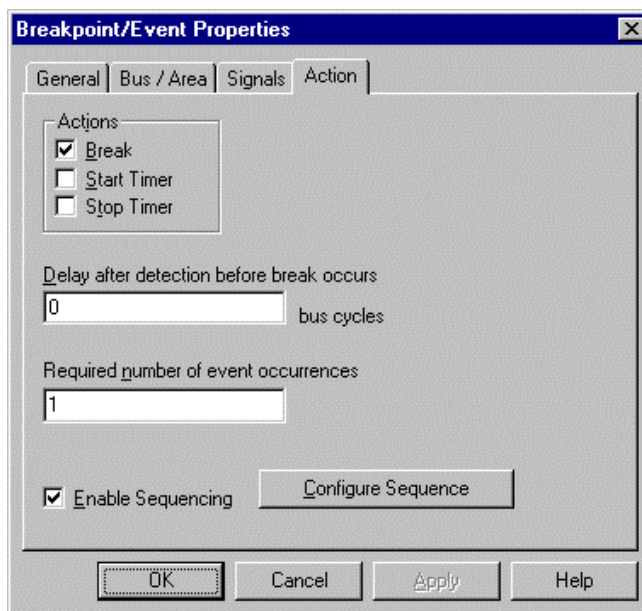 Breakpoint/Event Properties
General Bus / Area Signals Action
Actions
Break
Start Timer
Stop Timer
Delay after detection before break occurs
0 bus cycles
Required number of event occurrences
1
Enable Sequencing Configure Sequence
OK Cancel Apply Help